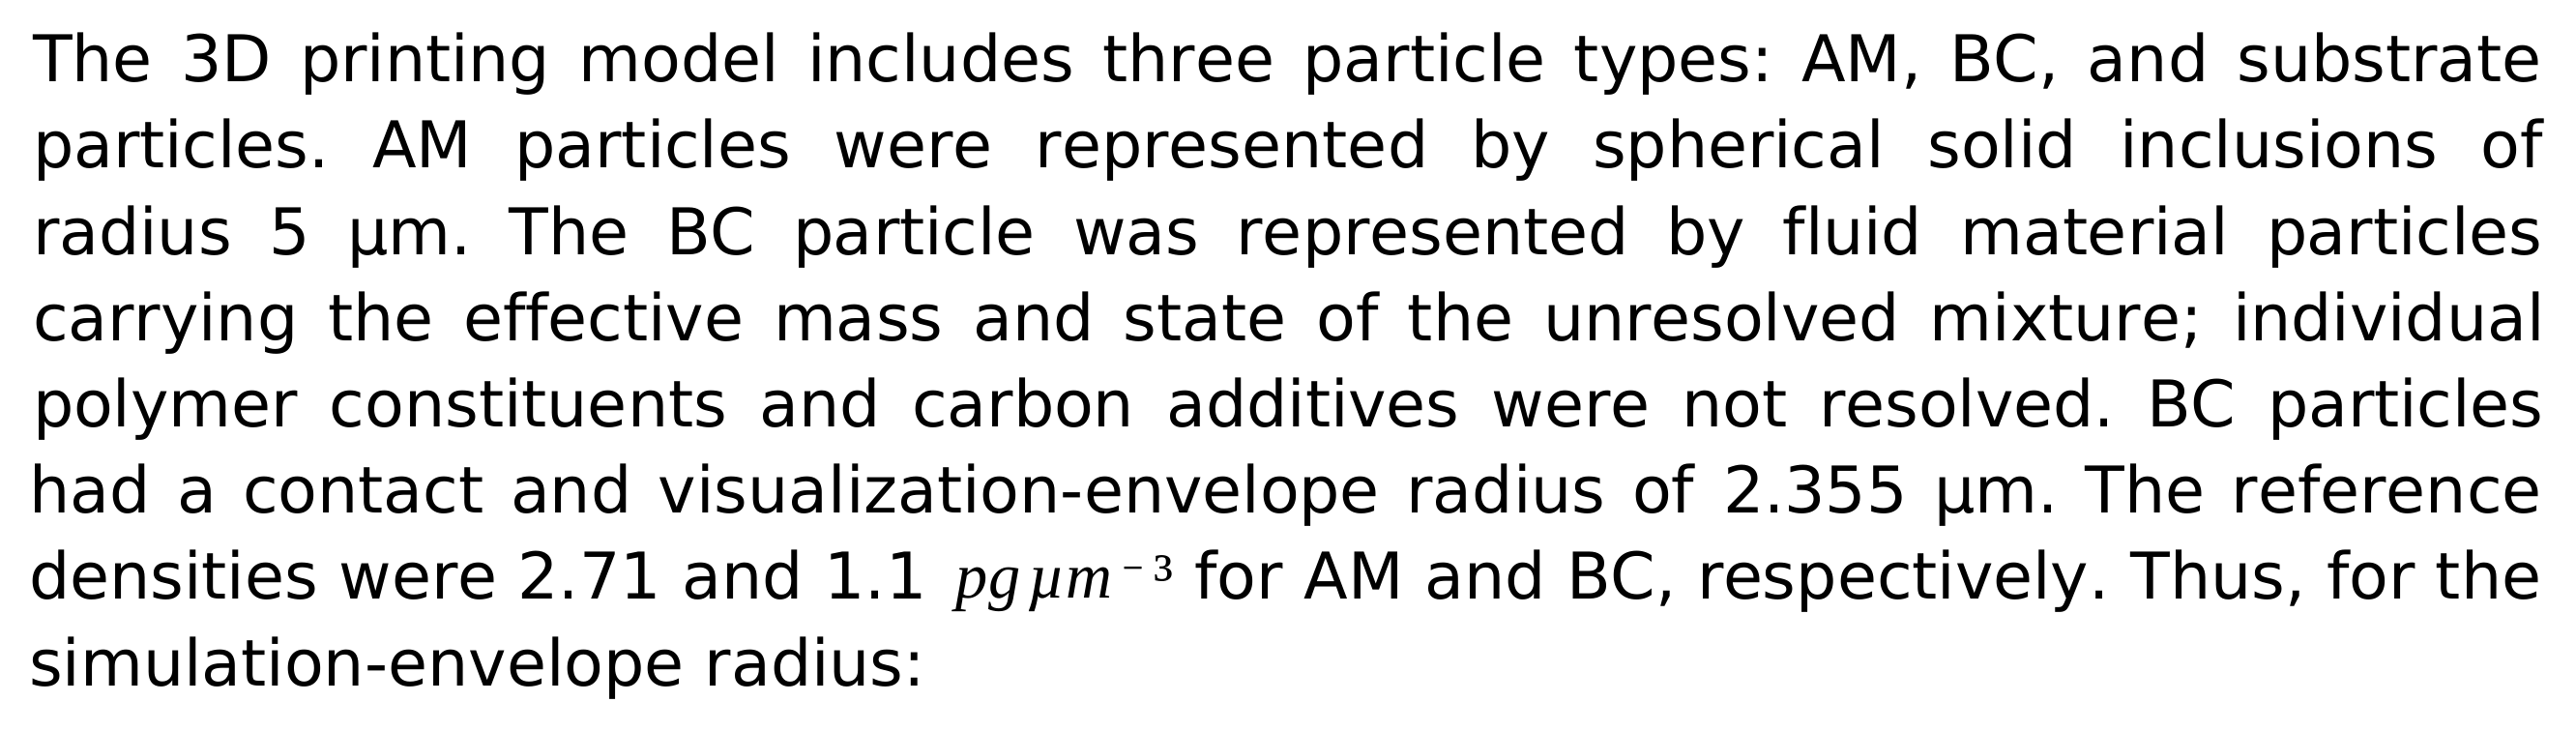 The 3D printing model includes three particle types: AM, BC, and substrate
particles. AM particles were represented by spherical solid inclusions of
radius 5 µm. The BC particle was represented by fluid material particles
carrying the effective mass and state of the unresolved mixture; individual
polymer constituents and carbon additives were not resolved. BC particles
had a contact and visualization-envelope radius of 2.355 µm. The reference
densities were 2.71 and 1.1 pg µm⁻³ for AM and BC, respectively. Thus, for the
simulation-envelope radius: